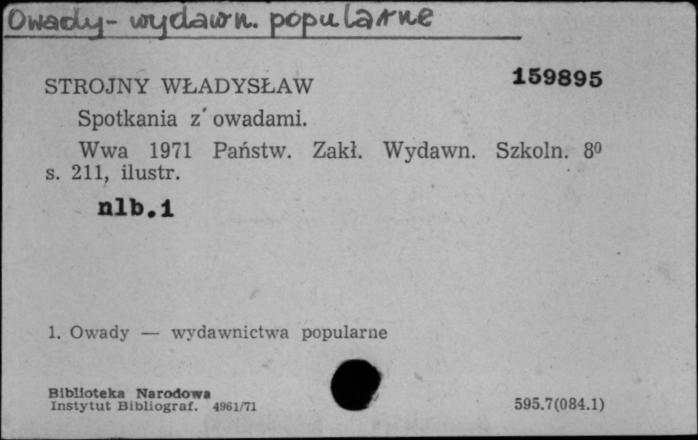 Owady - wydawn. popularne
STROJNY WŁADYSŁAW 159895
Spotkania z owadami.
Wwa 1971 Państw. Zakł. Wydawn. Szkoln. 8⁰
s. 211, ilustr.
nlb.1
1. Owady — wydawnictwa popularne
Biblioteka Narodowa
Instytut Bibliograf. 4961/71 595.7(084.1)